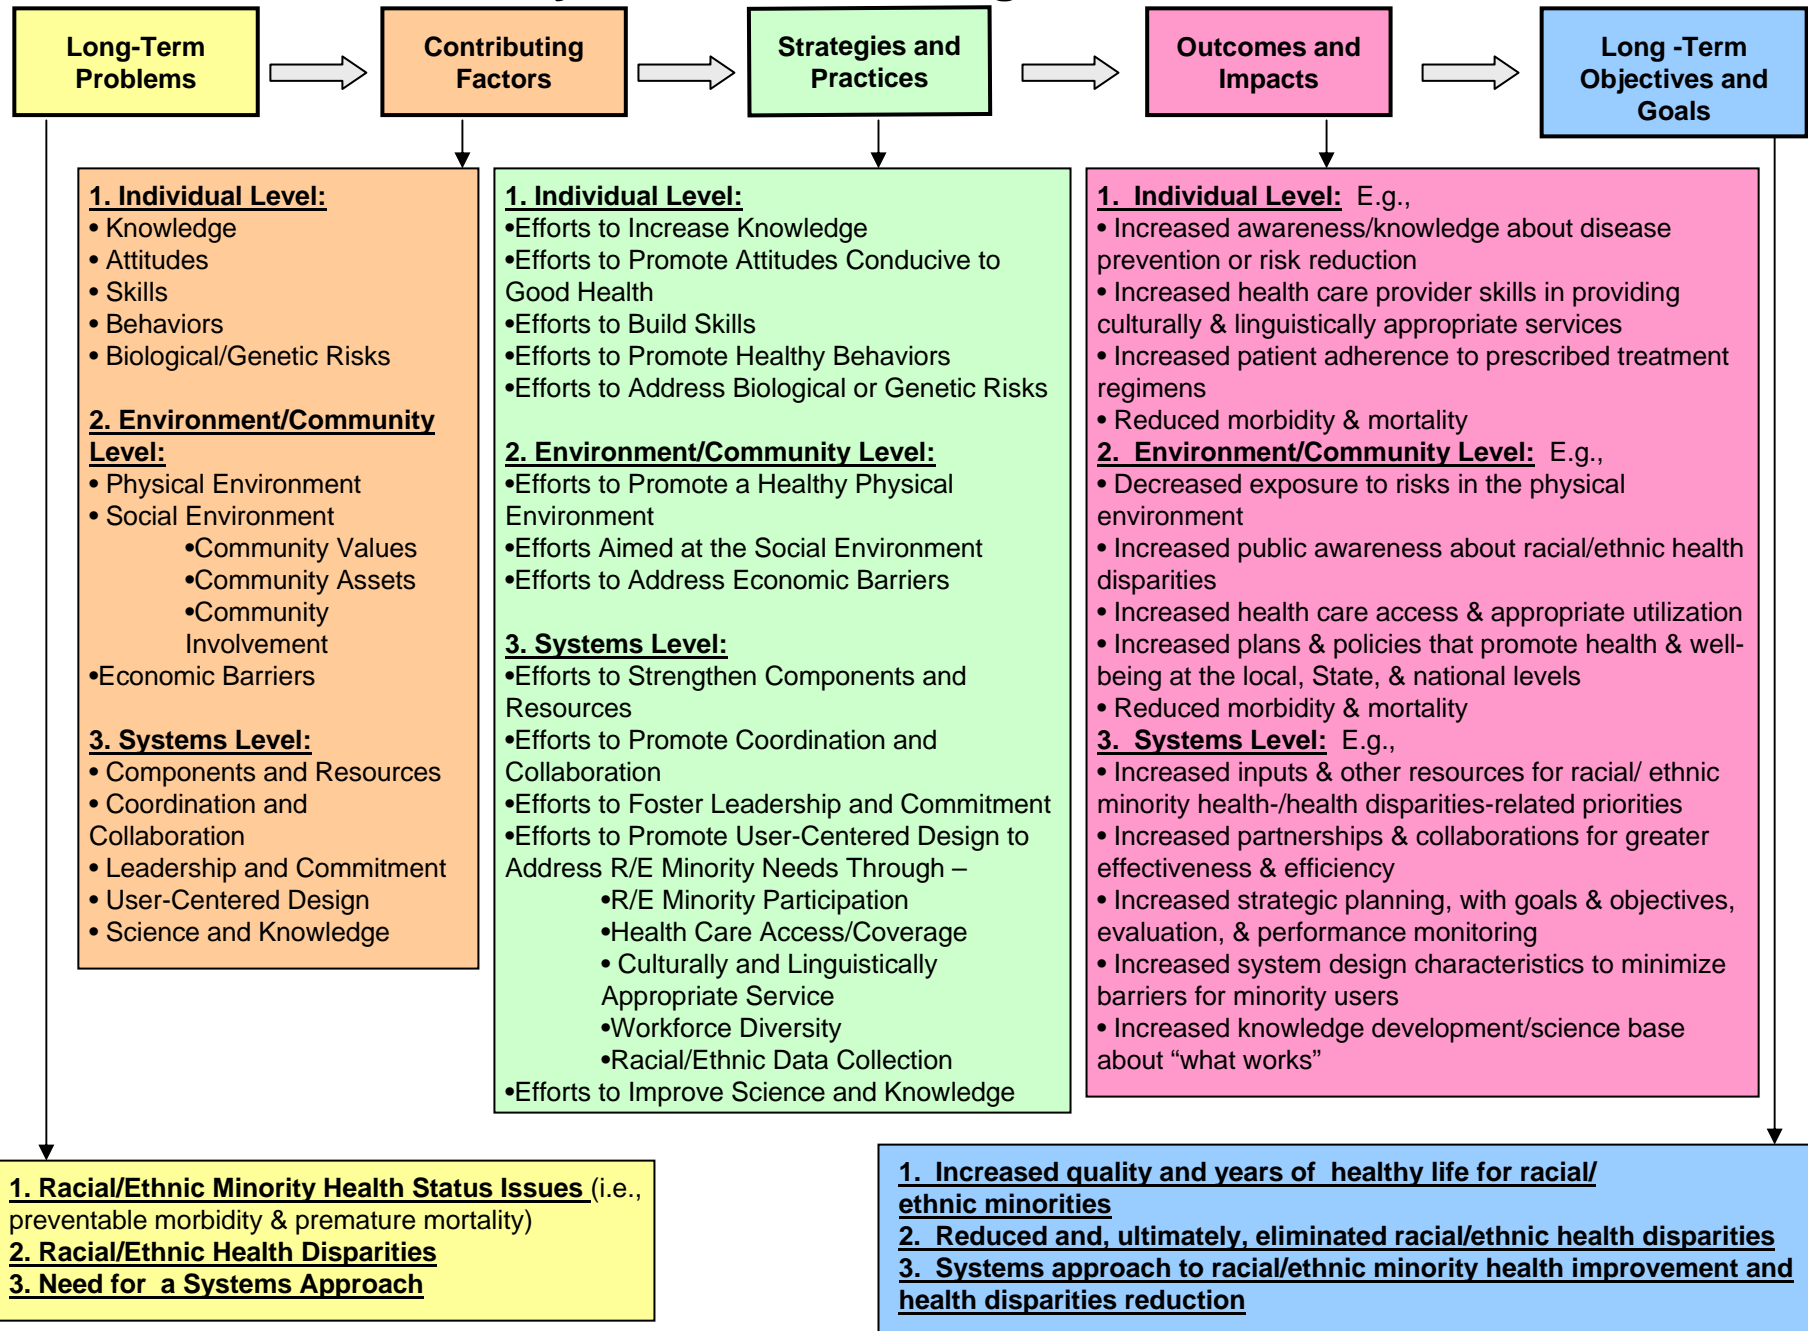 Long-Term
Problems
Contributing
Factors
Strategies and
Practices
Outcomes and
Impacts
Long -Term
Objectives and
Goals
1. Individual Level:
• Knowledge
• Attitudes
• Skills
• Behaviors
• Biological/Genetic Risks
2. Environment/Community
Level:
• Physical Environment
• Social Environment
•Community Values
•Community Assets
•Community
Involvement
•Economic Barriers
3. Systems Level:
• Components and Resources
• Coordination and
Collaboration
• Leadership and Commitment
• User-Centered Design
• Science and Knowledge
1. Individual Level:
•Efforts to Increase Knowledge
•Efforts to Promote Attitudes Conducive to
Good Health
•Efforts to Build Skills
•Efforts to Promote Healthy Behaviors
•Efforts to Address Biological or Genetic Risks
2. Environment/Community Level:
•Efforts to Promote a Healthy Physical
Environment
•Efforts Aimed at the Social Environment
•Efforts to Address Economic Barriers
3. Systems Level:
•Efforts to Strengthen Components and
Resources
•Efforts to Promote Coordination and
Collaboration
•Efforts to Foster Leadership and Commitment
•Efforts to Promote User-Centered Design to
Address R/E Minority Needs Through –
•R/E Minority Participation
•Health Care Access/Coverage
• Culturally and Linguistically
Appropriate Service
•Workforce Diversity
•Racial/Ethnic Data Collection
•Efforts to Improve Science and Knowledge
1. Individual Level: E.g.,
• Increased awareness/knowledge about disease
prevention or risk reduction
• Increased health care provider skills in providing
culturally & linguistically appropriate services
• Increased patient adherence to prescribed treatment
regimens
• Reduced morbidity & mortality
2. Environment/Community Level: E.g.,
• Decreased exposure to risks in the physical
environment
• Increased public awareness about racial/ethnic health
disparities
• Increased health care access & appropriate utilization
• Increased plans & policies that promote health & well-
being at the local, State, & national levels
• Reduced morbidity & mortality
3. Systems Level: E.g.,
• Increased inputs & other resources for racial/ ethnic
minority health-/health disparities-related priorities
• Increased partnerships & collaborations for greater
effectiveness & efficiency
• Increased strategic planning, with goals & objectives,
evaluation, & performance monitoring
• Increased system design characteristics to minimize
barriers for minority users
• Increased knowledge development/science base
about “what works”
1. Racial/Ethnic Minority Health Status Issues (i.e.,
preventable morbidity & premature mortality)
2. Racial/Ethnic Health Disparities
3. Need for a Systems Approach
1. Increased quality and years of healthy life for racial/
ethnic minorities
2. Reduced and, ultimately, eliminated racial/ethnic health disparities
3. Systems approach to racial/ethnic minority health improvement and
health disparities reduction